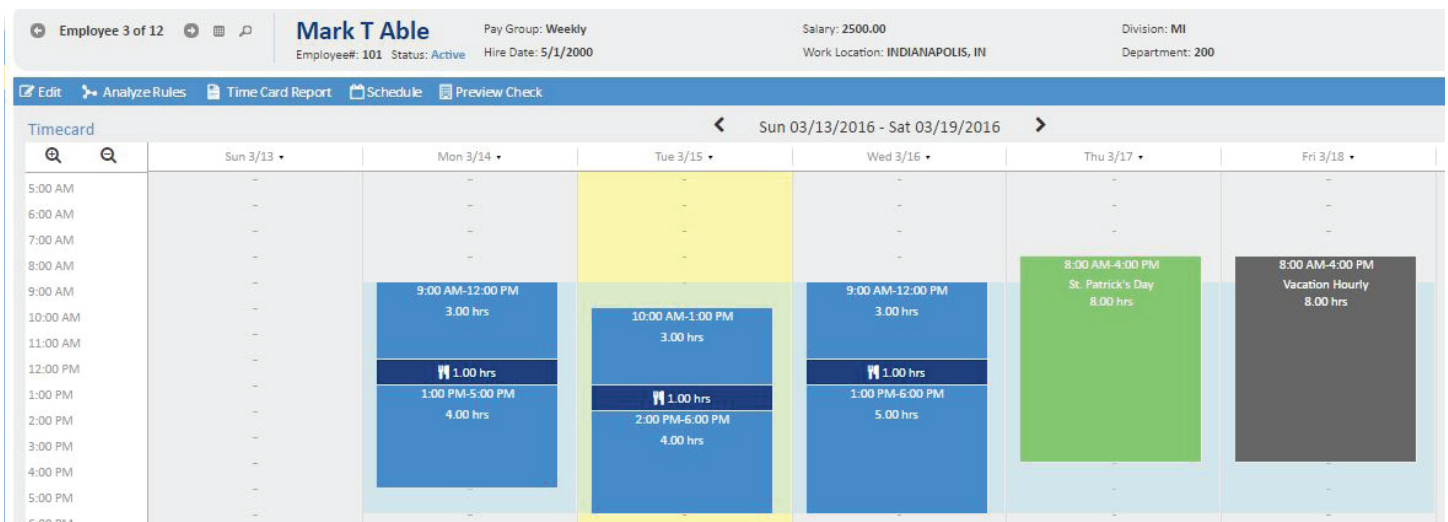 Employee 3 of 12
Mark T Able
Employee#: 101 Status: Active
Pay Group: Weekly
Hire Date: 5/1/2000
Salary: 2500.00
Work Location: INDIANAPOLIS, IN
Division: MI
Department: 200
Edit Analyze Rules Time Card Report Schedule Preview Check
Timecard
Sun 03/13/2016 - Sat 03/19/2016
Sun 3/13 Mon 3/14 Tue 3/15 Wed 3/16 Thu 3/17 Fri 3/18
5:00 AM
6:00 AM
7:00 AM
8:00 AM
9:00 AM
10:00 AM
11:00 AM
12:00 PM
1:00 PM
2:00 PM
3:00 PM
4:00 PM
5:00 PM
6:00 PM
9:00 AM-12:00 PM
3.00 hrs
1.00 hrs
1:00 PM-5:00 PM
4.00 hrs
10:00 AM-1:00 PM
3.00 hrs
1.00 hrs
2:00 PM-6:00 PM
4.00 hrs
9:00 AM-12:00 PM
3.00 hrs
1.00 hrs
1:00 PM-6:00 PM
5.00 hrs
8:00 AM-4:00 PM
St. Patrick's Day
8.00 hrs
8:00 AM-4:00 PM
Vacation Hourly
8.00 hrs